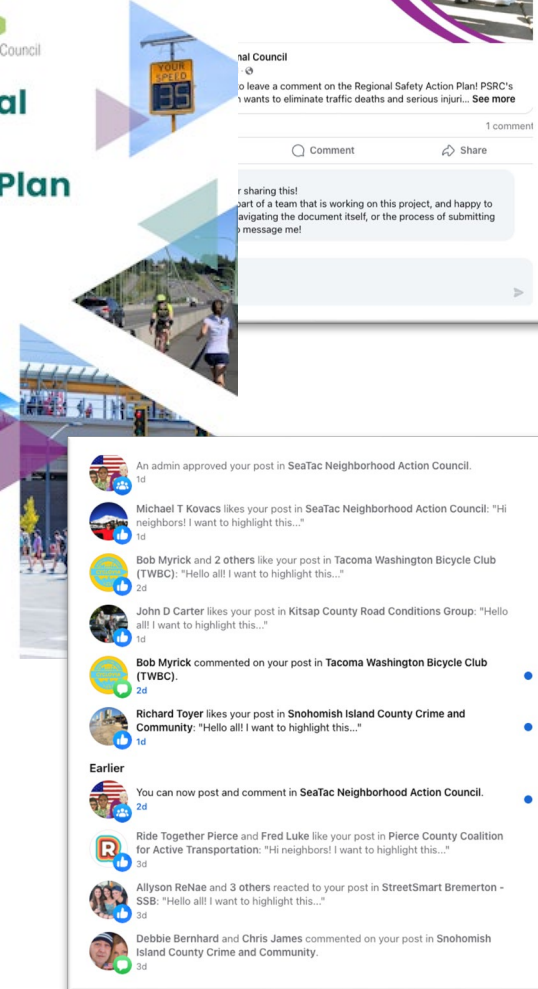 Council
al
Plan
YOUR
SPEED
35
nal Council
o leave a comment on the Regional Safety Action Plan! PSRC's
wants to eliminate traffic deaths and serious injuri... See more
1 comment
Comment
Share
r sharing this!
part of a team that is working on this project, and happy to
avigating the document itself, or the process of submitting
message me!
An admin approved your post in SeaTac Neighborhood Action Council.
1d
Michael T Kovacs likes your post in SeaTac Neighborhood Action Council: "Hi
neighbors! I want to highlight this..."
1d
Bob Myrick and 2 others like your post in Tacoma Washington Bicycle Club
(TWBC): "Hello all! I want to highlight this..."
2d
John D Carter likes your post in Kitsap County Road Conditions Group: "Hello
all! I want to highlight this..."
1d
Bob Myrick commented on your post in Tacoma Washington Bicycle Club
(TWBC).
2d
Richard Toyer likes your post in Snohomish Island County Crime and
Community: "Hello all! I want to highlight this..."
1d
Earlier
You can now post and comment in SeaTac Neighborhood Action Council.
2d
Ride Together Pierce and Fred Luke like your post in Pierce County Coalition
for Active Transportation: "Hi neighbors! I want to highlight this..."
3d
Allyson ReNae and 3 others reacted to your post in StreetSmart Bremerton -
SSB: "Hello all! I want to highlight this..."
3d
Debbie Bernhard and Chris James commented on your post in Snohomish
Island County Crime and Community.
3d